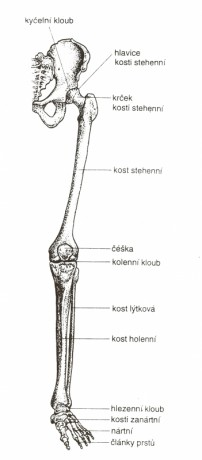 kyčelní kloub
hlavice
kosti stehenní
krček
kosti stehenní
kost stehenní
čéška
kolenní kloub
kost lýtková
kost holenní
hlezenní kloub
kosti zanártní
nártní
články prstů